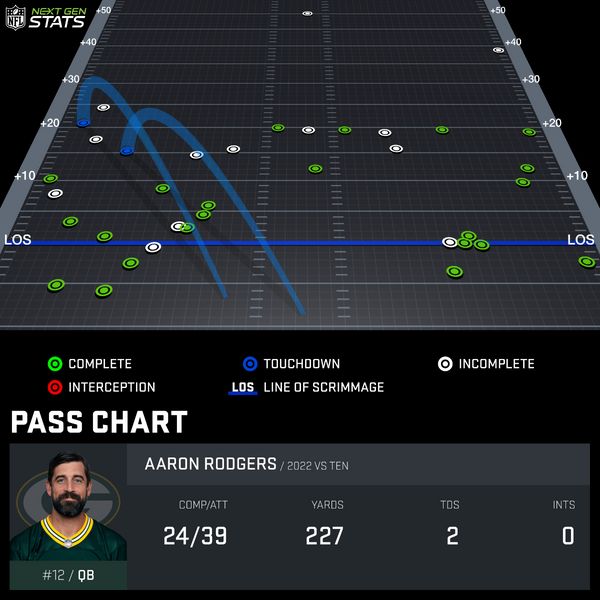 NFL NEXT GEN STATS
+50 +50
+40 +40
+30 +30
+20 +20
+10 +10
LOS LOS
COMPLETE TOUCHDOWN INCOMPLETE
INTERCEPTION LOS LINE OF SCRIMMAGE
PASS CHART
AARON RODGERS / 2022 VS TEN
COMP/ATT YARDS TDS INTS
24/39 227 2 0
#12 / QB